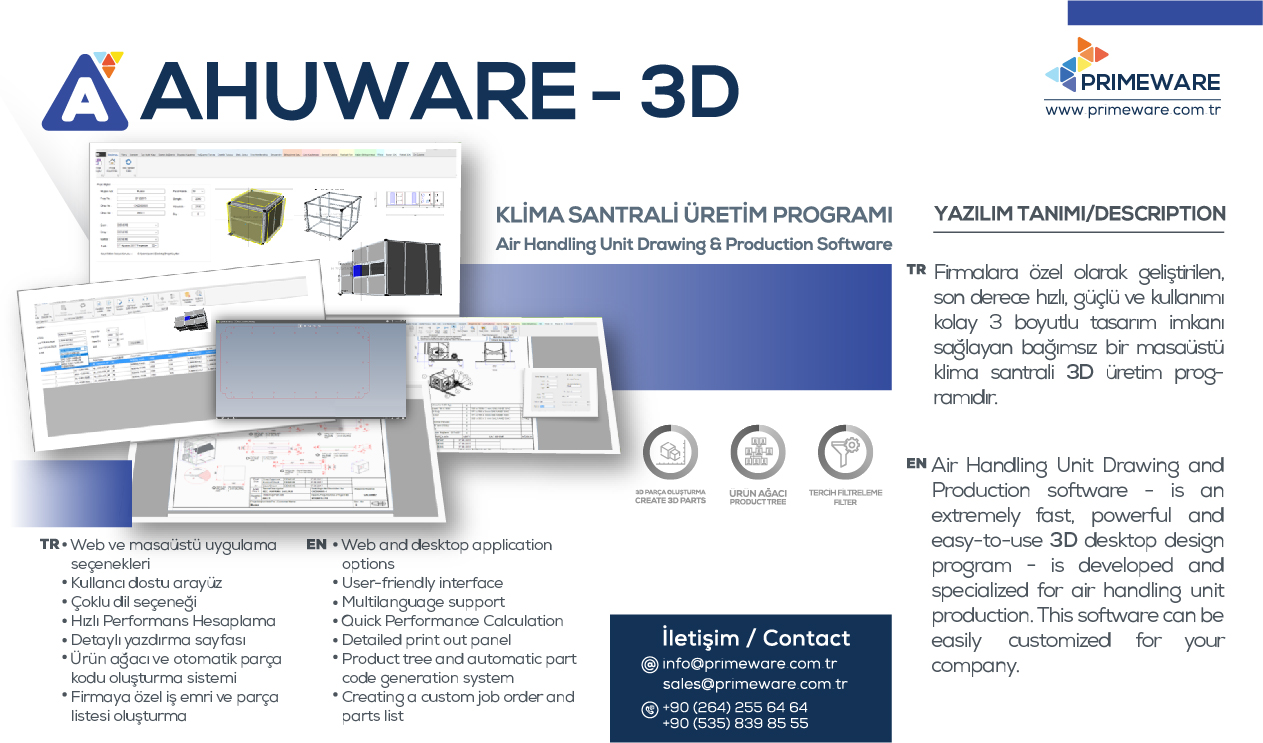 AHUWARE - 3D
PRIMEWARE
www.primeware.com.tr
KLİMA SANTRALİ ÜRETİM PROGRAMI
Air Handling Unit Drawing & Production Software
YAZILIM TANIMI/DESCRIPTION
TR Firmalara özel olarak geliştirilen,
son derece hızlı, güçlü ve kullanımı
kolay 3 boyutlu tasarım imkanı
sağlayan bağımsız bir masaüstü
klima santrali 3D üretim prog-
ramıdır.
EN Air Handling Unit Drawing and
Production software - is an
extremely fast, powerful and
easy-to-use 3D desktop design
program - is developed and
specialized for air handling unit
production. This software can be
easily customized for your
company.
3D PARÇA OLUŞTURMA
CREATE 3D PARTS
ÜRÜN AĞACI
PRODUCT TREE
TERCİH FİLTRELEME
FILTER
TR • Web ve masaüstü uygulama
seçenekleri
• Kullancı dostu arayüz
• Çoklu dil seçeneği
• Hızlı Performans Hesaplama
• Detaylı yazdırma sayfası
• Ürün ağacı ve otomatik parça
kodu oluşturma sistemi
• Firmaya özel iş emri ve parça
listesi oluşturma
EN • Web and desktop application
options
• User-friendly interface
• Multilanguage support
• Quick Performance Calculation
• Detailed print out panel
• Product tree and automatic part
code generation system
• Creating a custom job order and
parts list
İletişim / Contact
@ info@primeware.com.tr
sales@primeware.com.tr
+90 (264) 255 64 64
+90 (535) 839 85 55